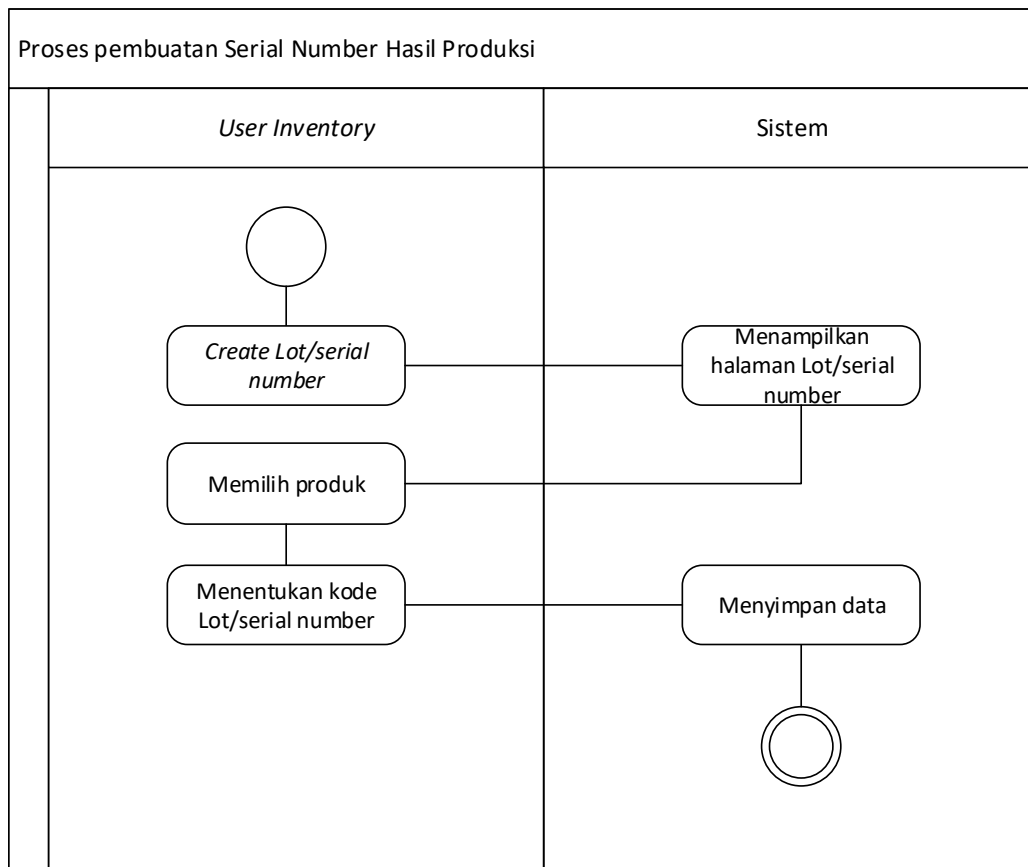 Proses pembuatan Serial Number Hasil Produksi
User Inventory
Sistem
Create Lot/serial
number
Menampilkan
halaman Lot/serial
number
Memilih produk
Menentukan kode
Lot/serial number
Menyimpan data